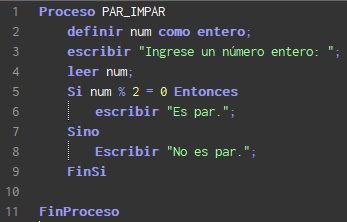 1 Proceso PAR_IMPAR
2 definir num como entero;
3 escribir "Ingrese un número entero: ";
4 leer num;
5 Si num % 2 = 0 Entonces
6 escribir "Es par.";
7 Sino
8 Escribir "No es par.";
9 FinSi
10
11 FinProceso